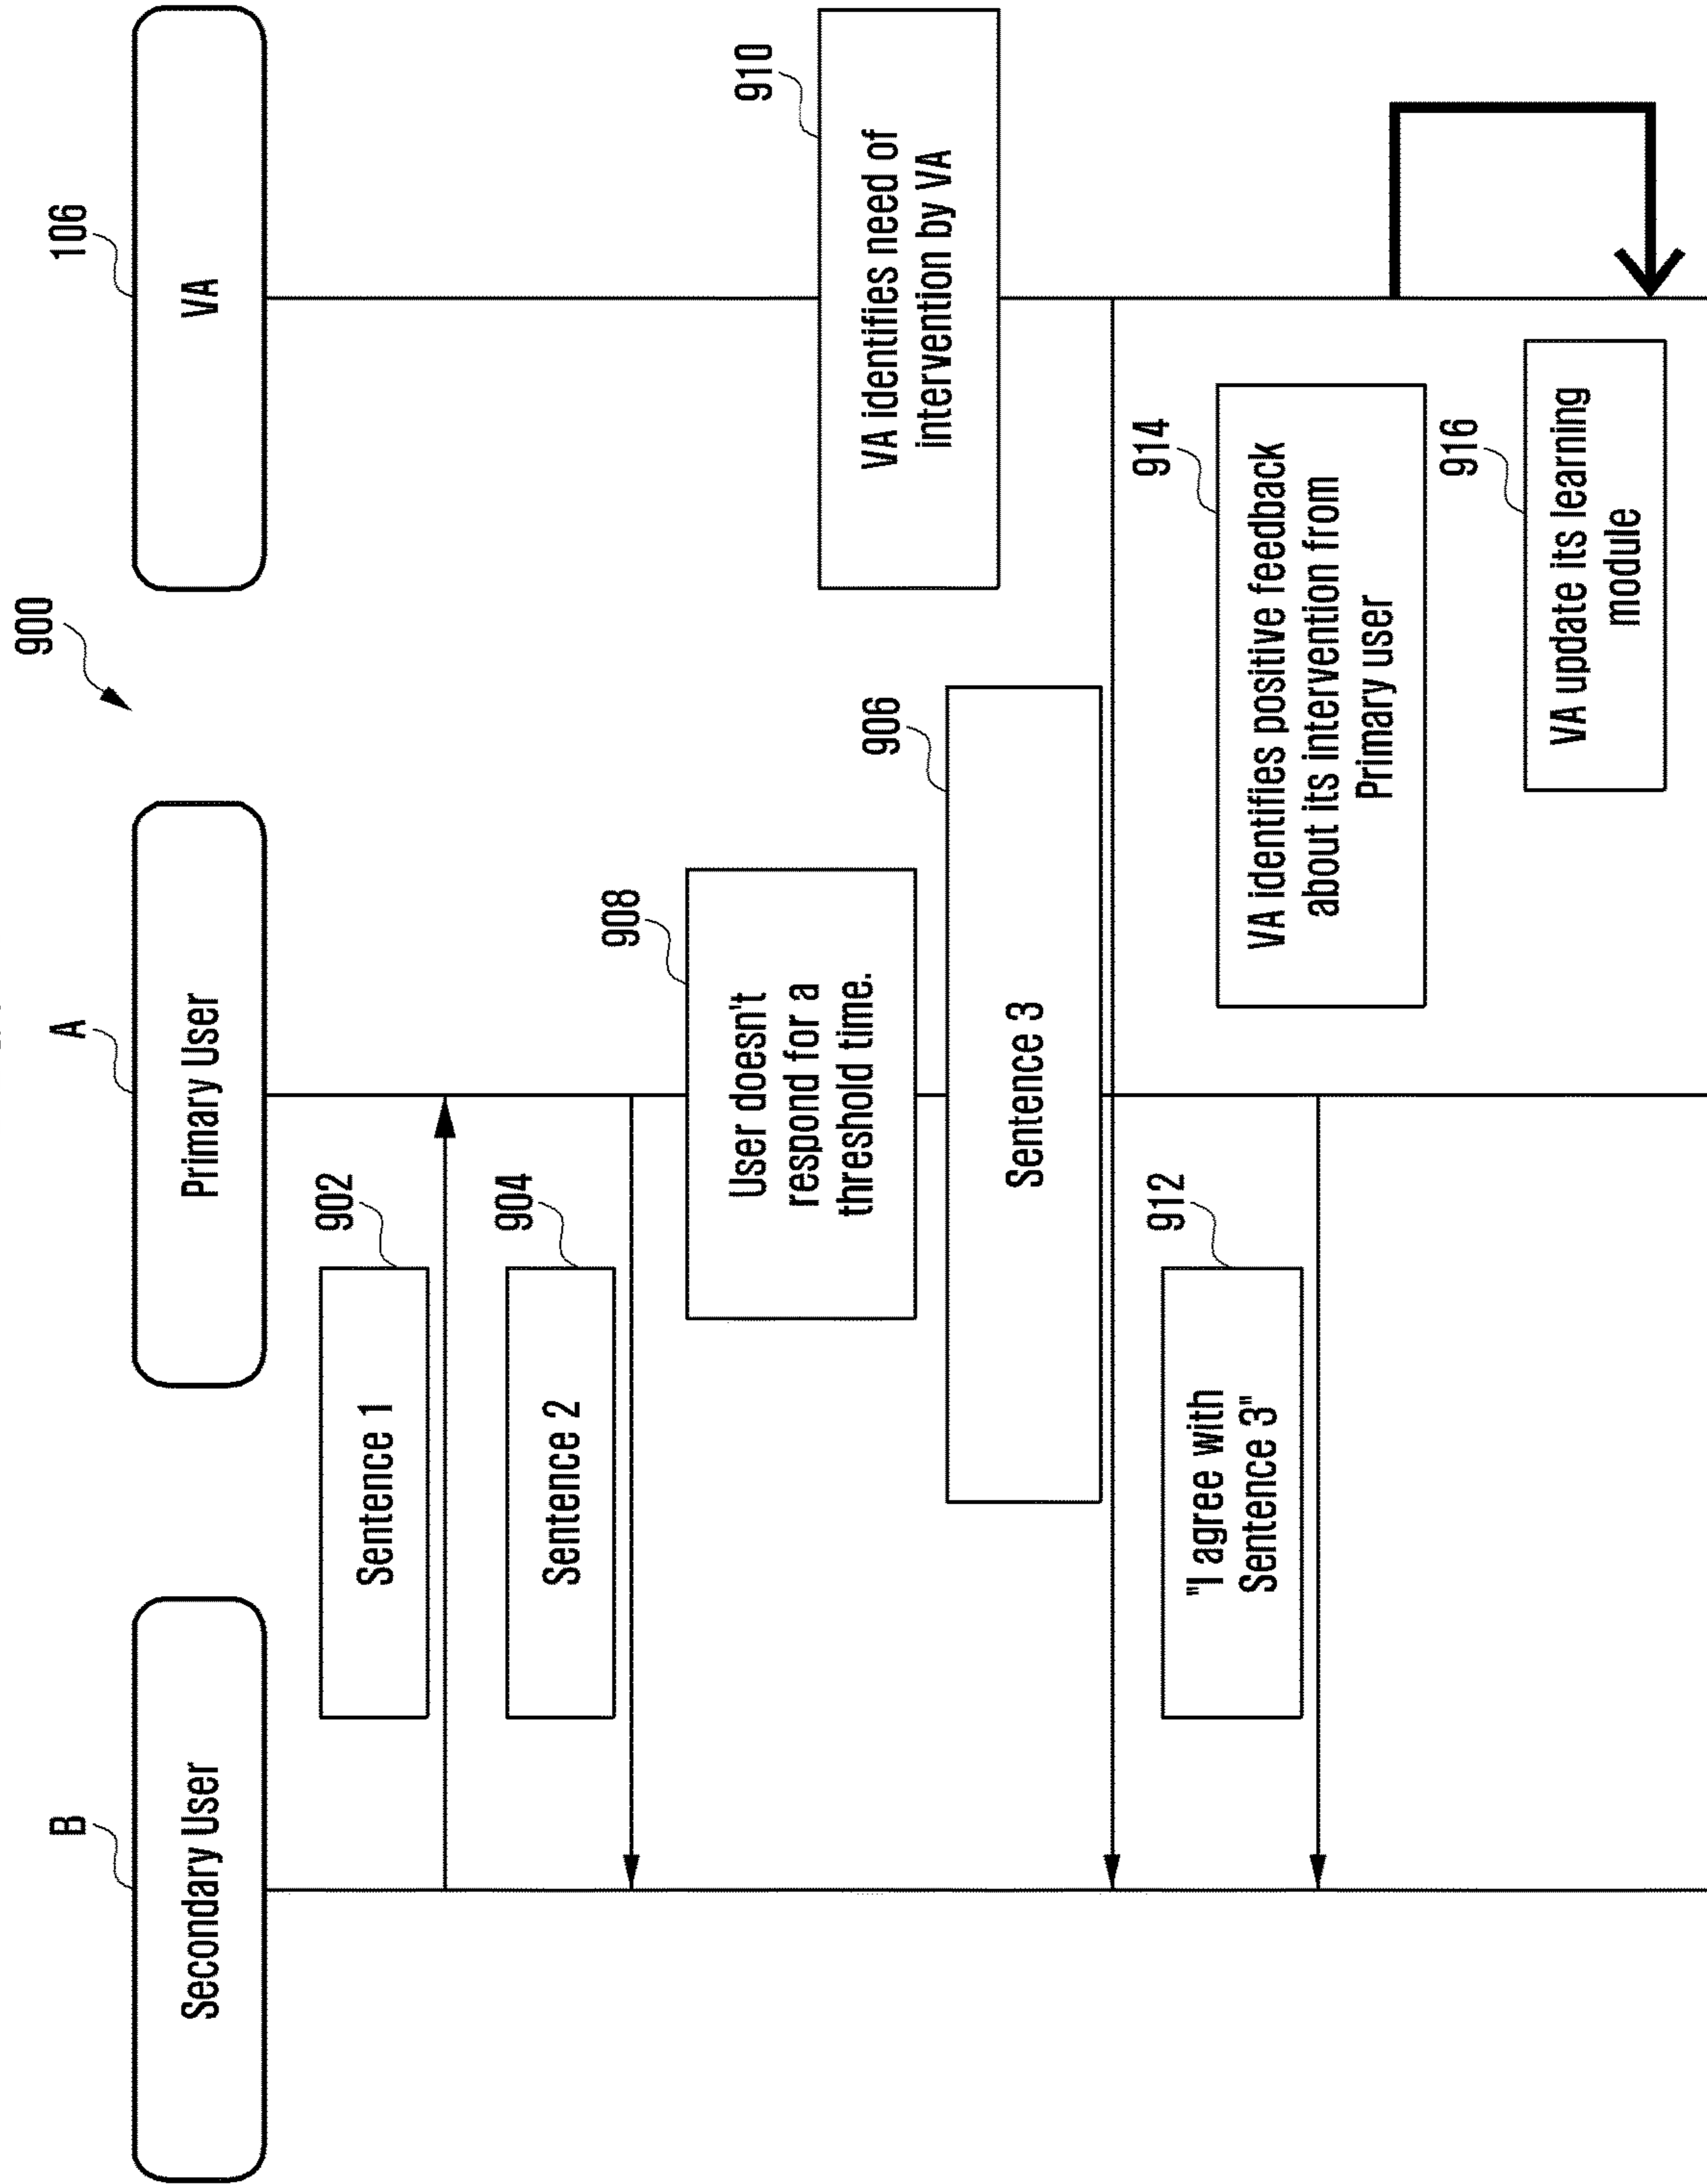 900
B
A
106
Secondary User
Primary User
VA
902
Sentence 1
904
Sentence 2
908
User doesn't
respond for a
threshold time.
910
VA identifies need of
intervention by VA
906
Sentence 3
912
"I agree with
Sentence 3"
914
VA identifies positive feedback
about its intervention from
Primary user
916
VA update its learning
module